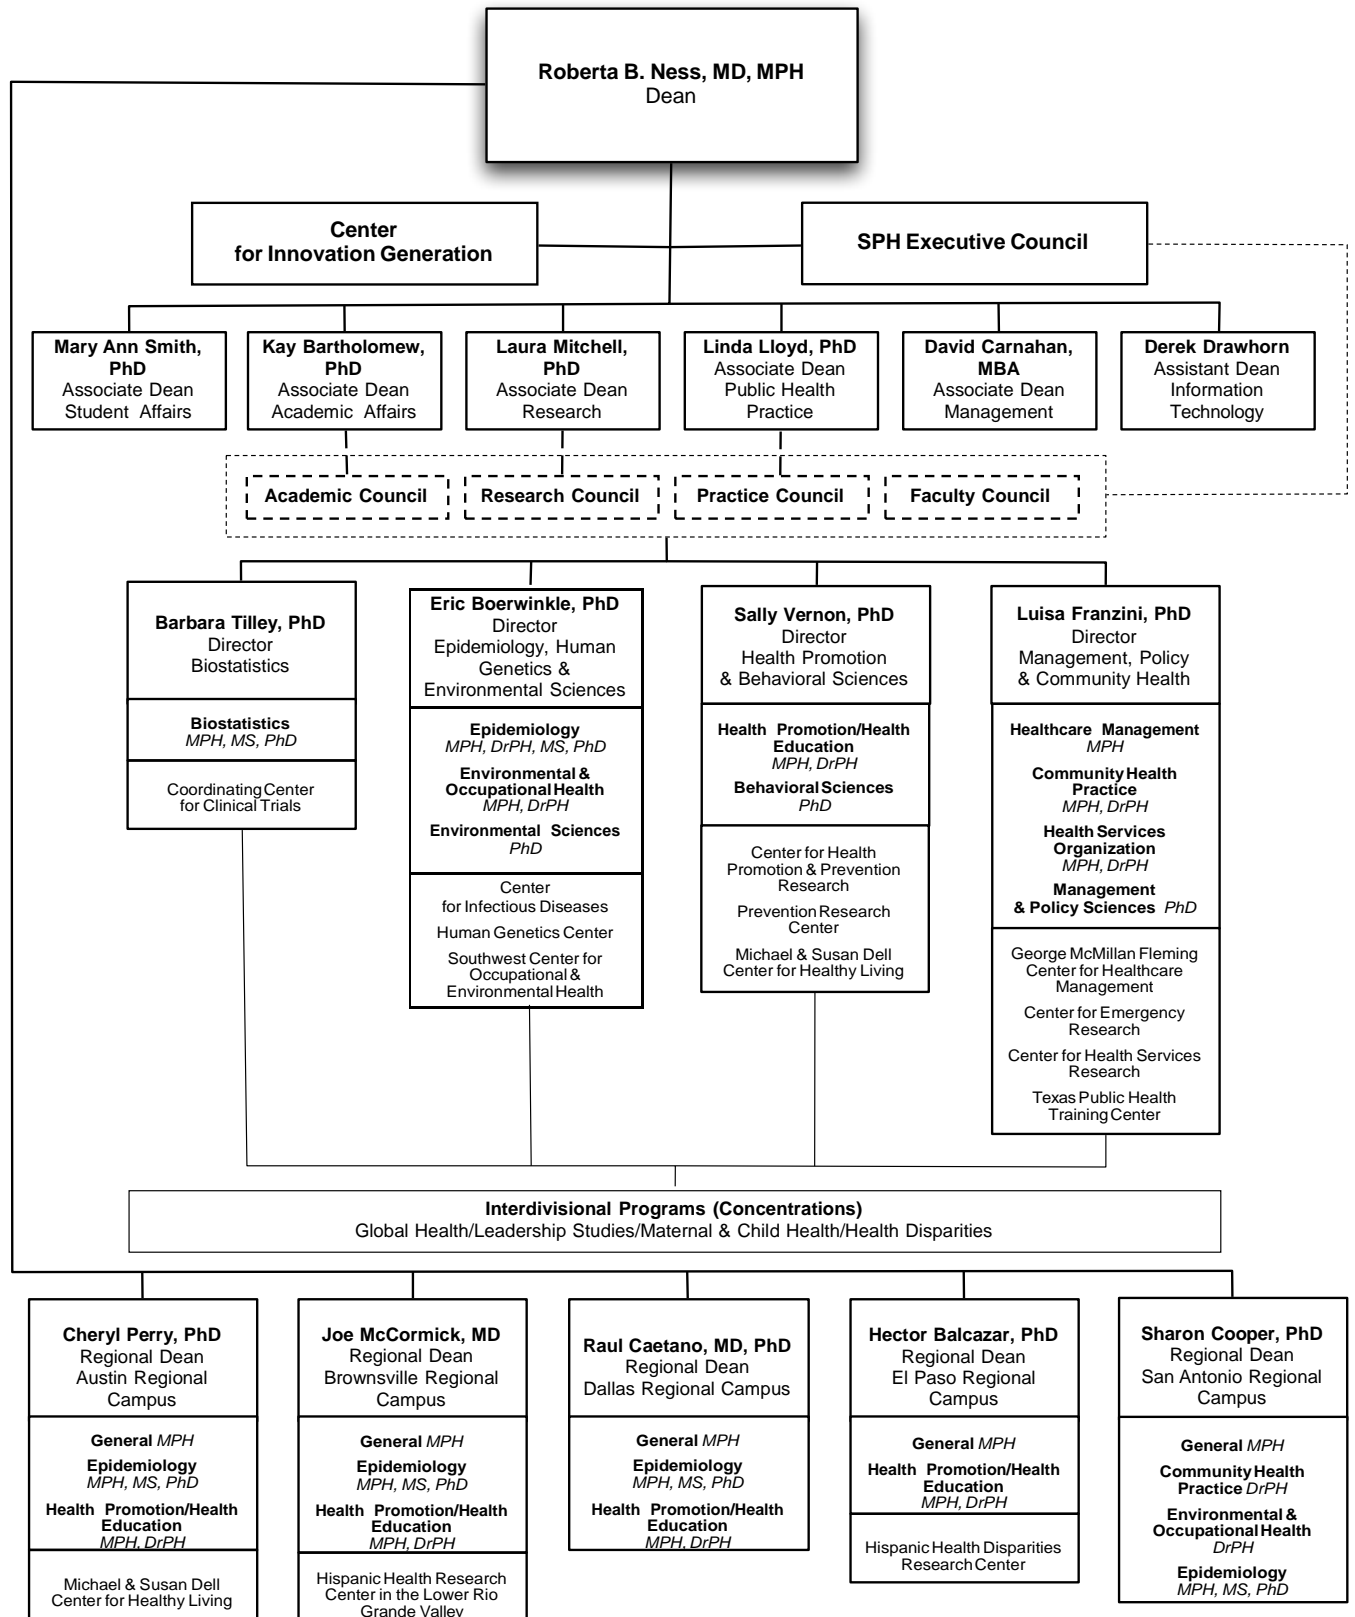 Roberta B. Ness, MD, MPH
Dean
Center
for Innovation Generation
SPH Executive Council
Mary Ann Smith,
PhD
Associate Dean
Student Affairs
Kay Bartholomew,
PhD
Associate Dean
Academic Affairs
Laura Mitchell,
PhD
Associate Dean
Research
Linda Lloyd, PhD
Associate Dean
Public Health
Practice
David Carnahan,
MBA
Associate Dean
Management
Derek Drawhorn
Assistant Dean
Information
Technology
Academic Council
Research Council
Practice Council
Faculty Council
Barbara Tilley, PhD
Director
Biostatistics
Biostatistics
MPH, MS, PhD
Coordinating Center
for Clinical Trials
Eric Boerwinkle, PhD
Director
Epidemiology, Human
Genetics &
Environmental Sciences
Epidemiology
MPH, DrPH, MS, PhD
Environmental &
Occupational Health
MPH, DrPH
Environmental Sciences
PhD
Center
for Infectious Diseases
Human Genetics Center
Southwest Center for
Occupational &
Environmental Health
Sally Vernon, PhD
Director
Health Promotion
& Behavioral Sciences
Health Promotion/Health
Education
MPH, DrPH
Behavioral Sciences
PhD
Center for Health
Promotion & Prevention
Research
Prevention Research
Center
Michael & Susan Dell
Center for Healthy Living
Luisa Franzini, PhD
Director
Management, Policy
& Community Health
Healthcare Management
MPH
Community Health
Practice
MPH, DrPH
Health Services
Organization
MPH, DrPH
Management
& Policy Sciences PhD
George McMillan Fleming
Center for Healthcare
Management
Center for Emergency
Research
Center for Health Services
Research
Texas Public Health
Training Center
Interdivisional Programs (Concentrations)
Global Health/Leadership Studies/Maternal & Child Health/Health Disparities
Cheryl Perry, PhD
Regional Dean
Austin Regional
Campus
General MPH
Epidemiology
MPH, MS, PhD
Health Promotion/Health
Education
MPH, DrPH
Michael & Susan Dell
Center for Healthy Living
Joe McCormick, MD
Regional Dean
Brownsville Regional
Campus
General MPH
Epidemiology
MPH, MS, PhD
Health Promotion/Health
Education
MPH, DrPH
Hispanic Health Research
Center in the Lower Rio
Grande Valley
Raul Caetano, MD, PhD
Regional Dean
Dallas Regional Campus
General MPH
Epidemiology
MPH, MS, PhD
Health Promotion/Health
Education
MPH, DrPH
Hector Balcazar, PhD
Regional Dean
El Paso Regional
Campus
General MPH
Health Promotion/Health
Education
MPH, DrPH
Hispanic Health Disparities
Research Center
Sharon Cooper, PhD
Regional Dean
San Antonio Regional
Campus
General MPH
Community Health
Practice DrPH
Environmental &
Occupational Health
DrPH
Epidemiology
MPH, MS, PhD